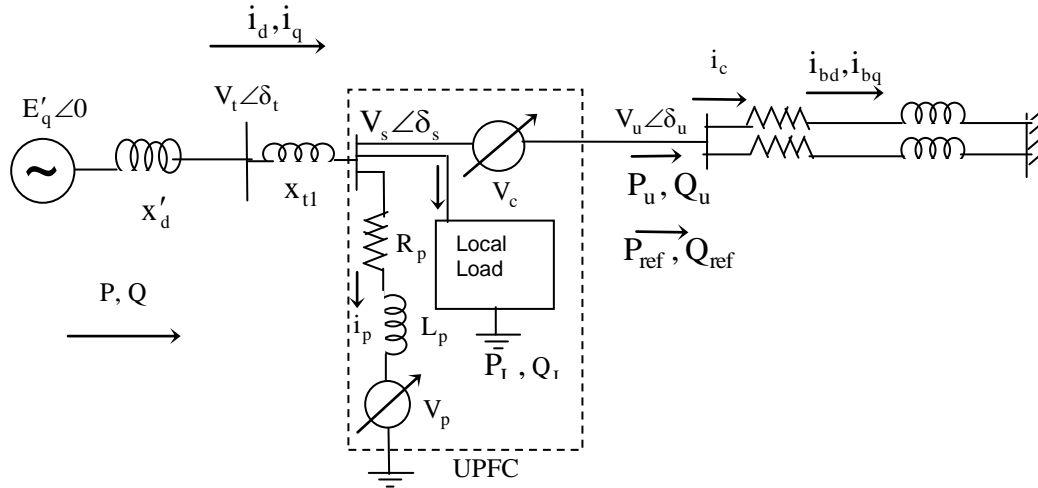 i_d, i_q
i_c
i_bd, i_bq
E′_q∠0
V_t∠δ_t
V_s∠δ_s
V_u∠δ_u
x′_d
x_t1
V_c
P_u, Q_u
P_ref, Q_ref
R_p
Local
Load
P, Q
i_p
L_p
P_L, Q_L
V_p
UPFC
~